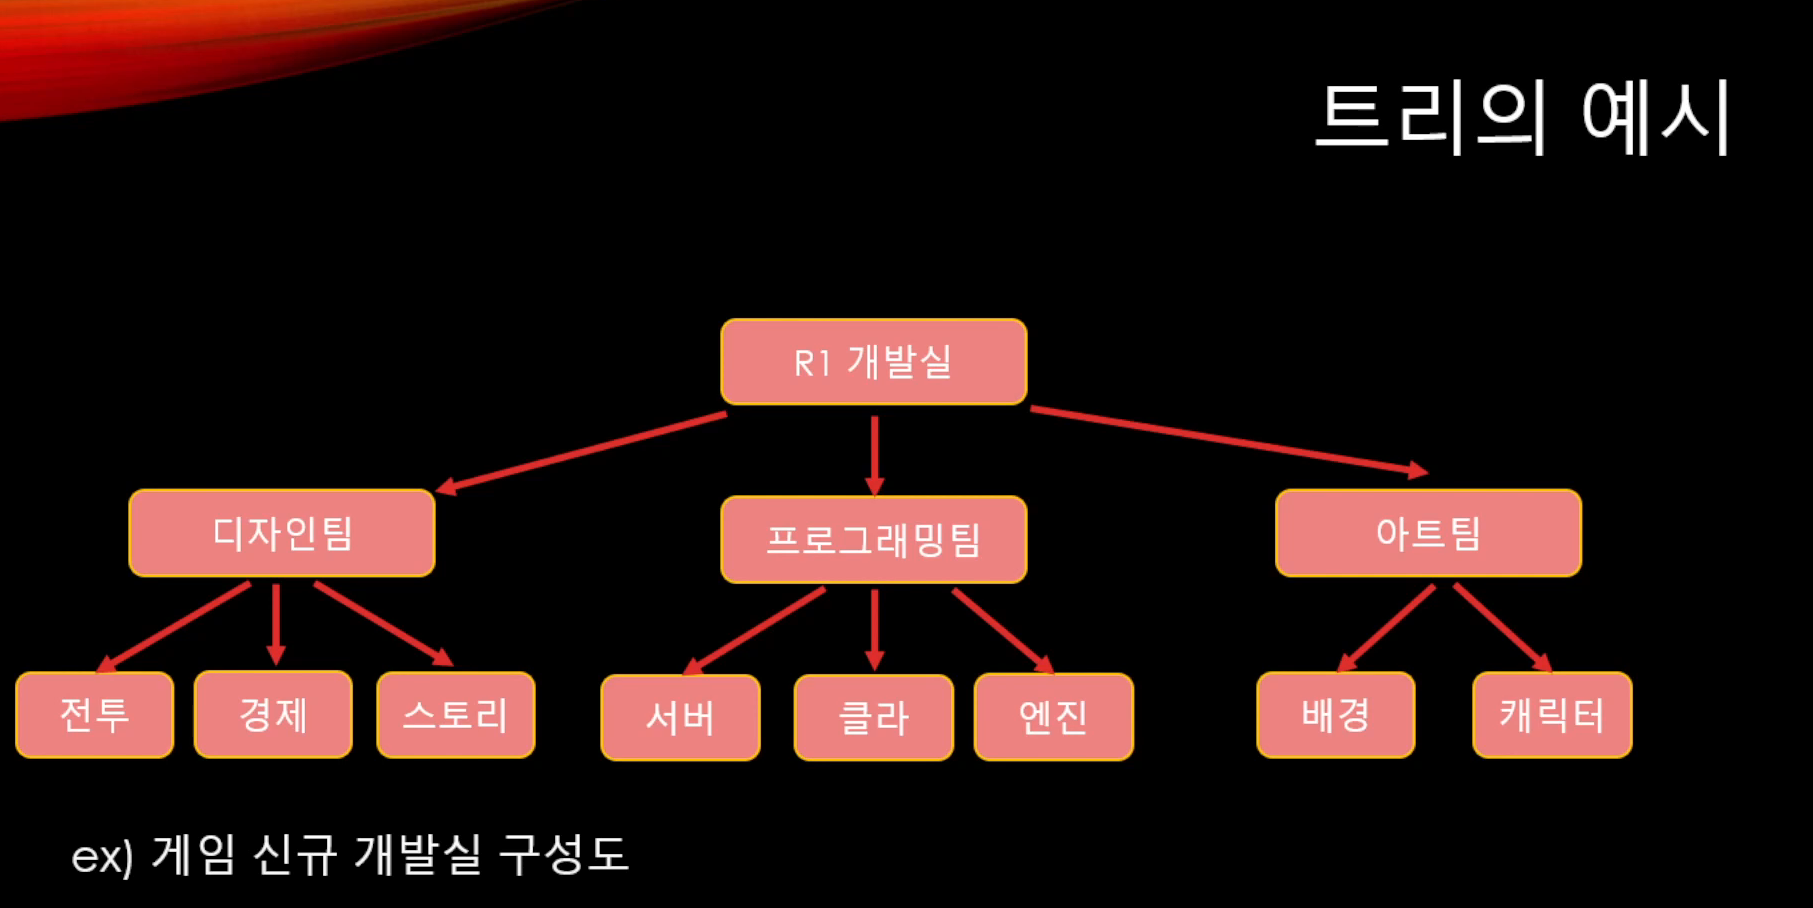 트리의 예시
R1 개발실
디자인팀
프로그래밍팀
아트팀
전투
경제
스토리
서버
클라
엔진
배경
캐릭터
ex) 게임 신규 개발실 구성도